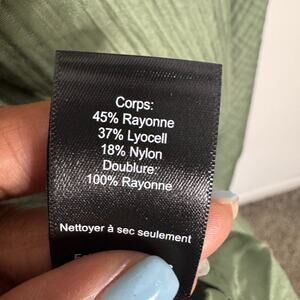 Corps:
45% Rayonne
37% Lyocell
18% Nylon
Doublure:
100% Rayonne
Nettoyer à sec seulement